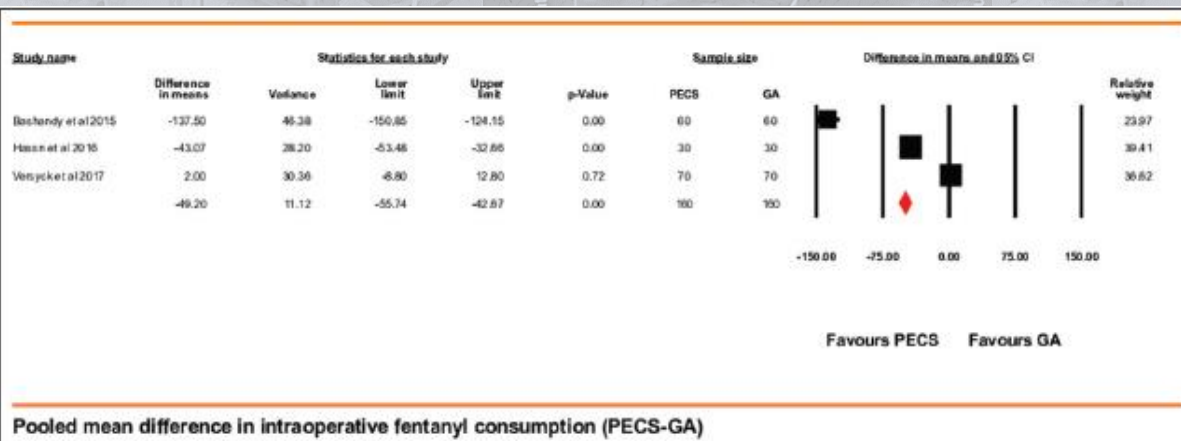 Study name Statistics for each study Sample size Difference in means and 95% CI
Difference in means Variance Lower limit Upper limit p-Value PECS GA Relative weight
Bashandy et al 2015 -137.50 46.38 -150.85 -124.15 0.00 60 60 23.97
Hassn et al 2016 -43.07 28.20 -53.48 -32.66 0.00 30 30 39.41
Versyck et al 2017 2.00 30.36 -8.80 12.80 0.72 70 70 36.62
-49.20 11.12 -55.74 -42.67 0.00 160 160
-150.00 -75.00 0.00 75.00 150.00
Favours PECS Favours GA
Pooled mean difference in intraoperative fentanyl consumption (PECS-GA)